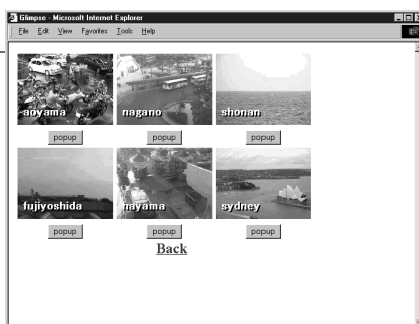 Glimpse - Microsoft Internet Explorer
File Edit View Favorites Tools Help
aoyama nagano shonan
popup popup popup
fujiyoshida hayama sydney
popup popup popup
Back